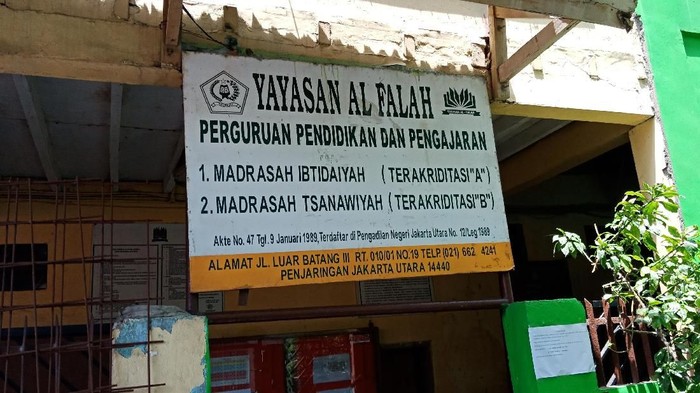 YAYASAN AL FALAH
PERGURUAN PENDIDIKAN DAN PENGAJARAN
1. MADRASAH IBTIDAIYAH ( TERAKRIDITASI"A")
2. MADRASAH TSANAWIYAH ( TERAKRIDITASI"B")
Akte No. 47 Tgl. 9 Januari 1989,Terdaftar di Pengadilan Negeri Jakarta Utara No. 12/Leg 1989
ALAMAT JL. LUAR BATANG III RT. 010/01 NO.19 TELP. (021) 662 4241
PENJARINGAN JAKARTA UTARA 14440